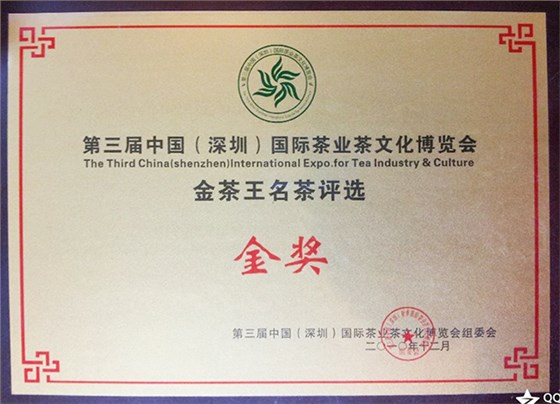 第三届中国（深圳）国际茶业茶文化博览会
The Third China(shenzhen)International Expo.for Tea Industry & Culture
金茶王名茶评选
金奖
第三届中国（深圳）国际茶业茶文化博览会组委会
二〇一〇年十二月